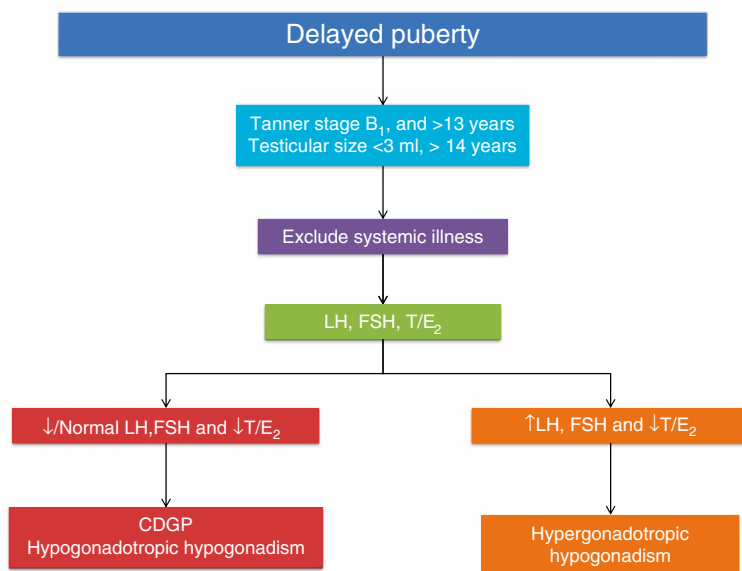 Delayed puberty
Tanner stage B₁, and >13 years
Testicular size <3 ml, > 14 years
Exclude systemic illness
LH, FSH, T/E₂
↓/Normal LH,FSH and ↓T/E₂
↑LH, FSH and ↓T/E₂
CDGP
Hypogonadotropic hypogonadism
Hypergonadotropic
hypogonadism